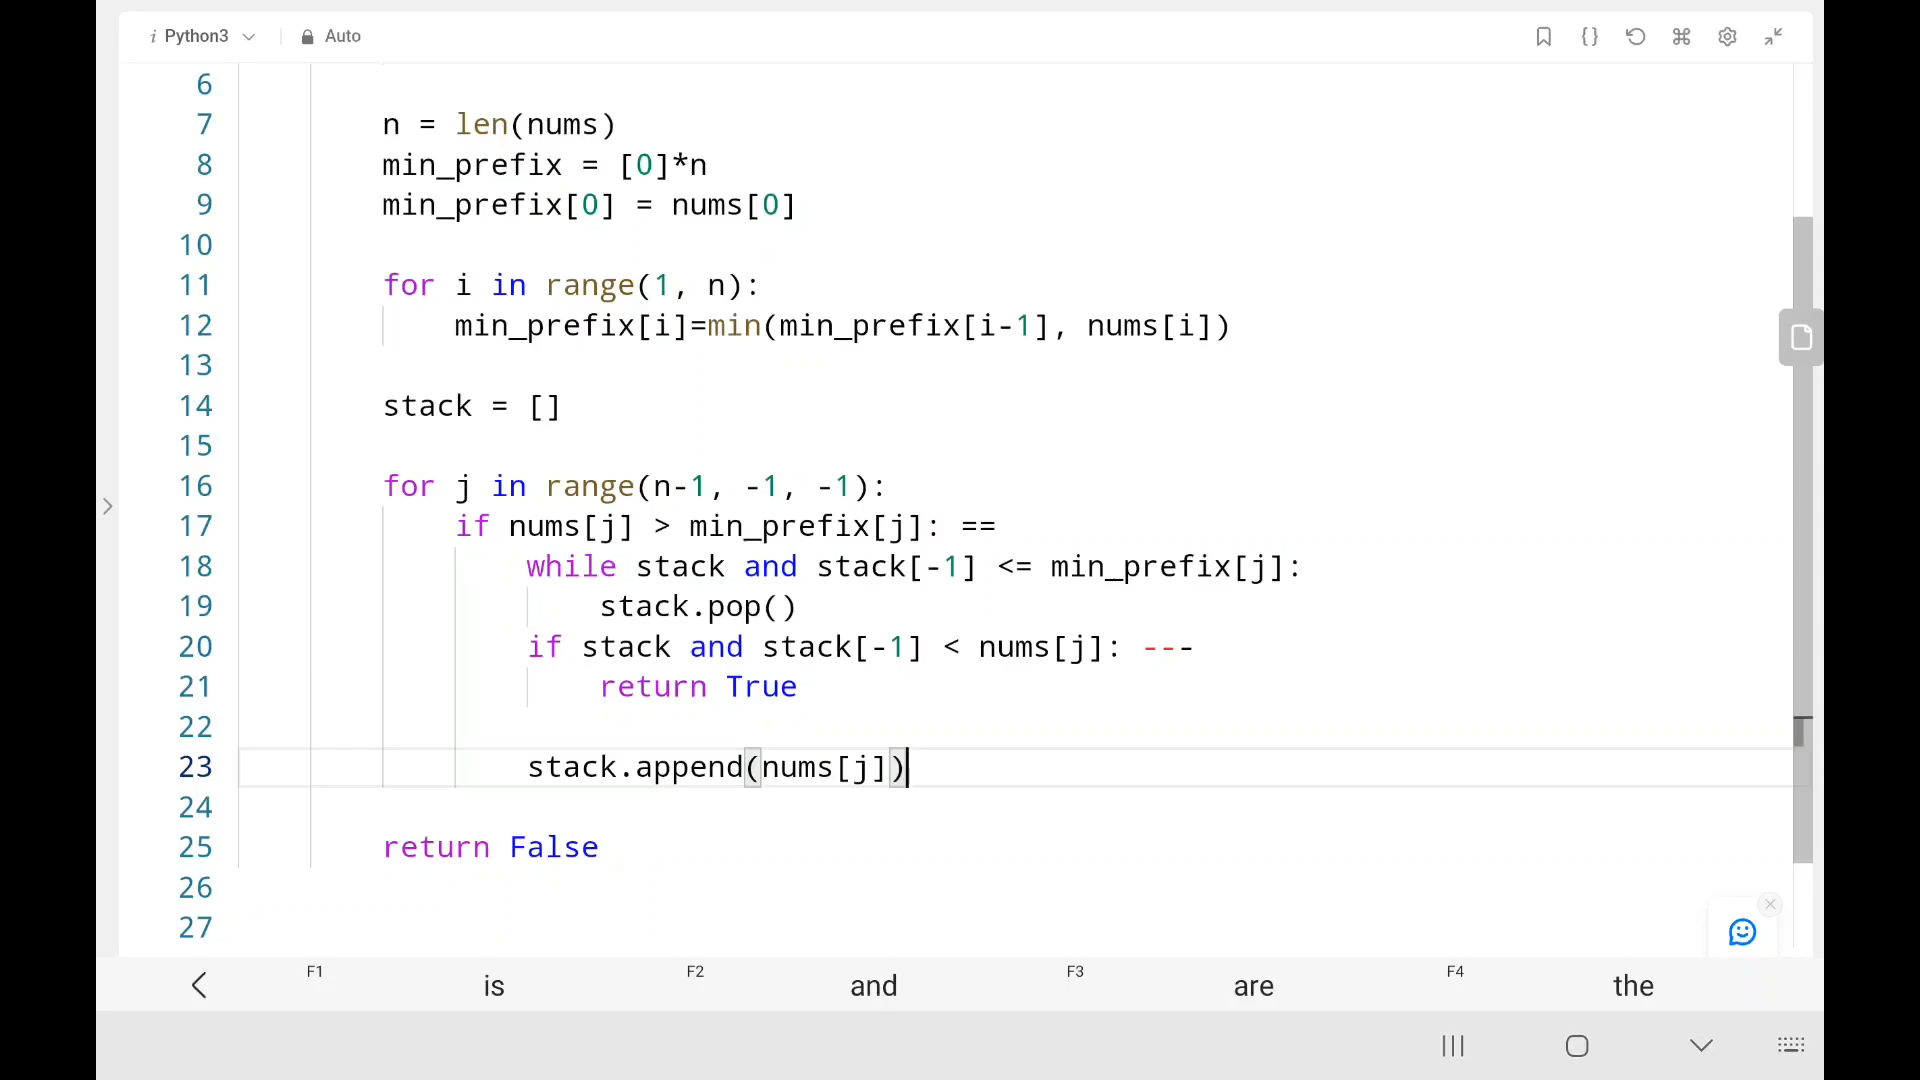 i Python3 Auto
6
7 n = len(nums)
8 min_prefix = [0]*n
9 min_prefix[0] = nums[0]
10
11 for i in range(1, n):
12 min_prefix[i]=min(min_prefix[i-1], nums[i])
13
14 stack = []
15
16 for j in range(n-1, -1, -1):
17 if nums[j] > min_prefix[j]: ==
18 while stack and stack[-1] <= min_prefix[j]:
19 stack.pop()
20 if stack and stack[-1] < nums[j]: ---
21 return True
22
23 stack.append(nums[j])
24
25 return False
26
27
F1 is F2 and F3 are F4 the